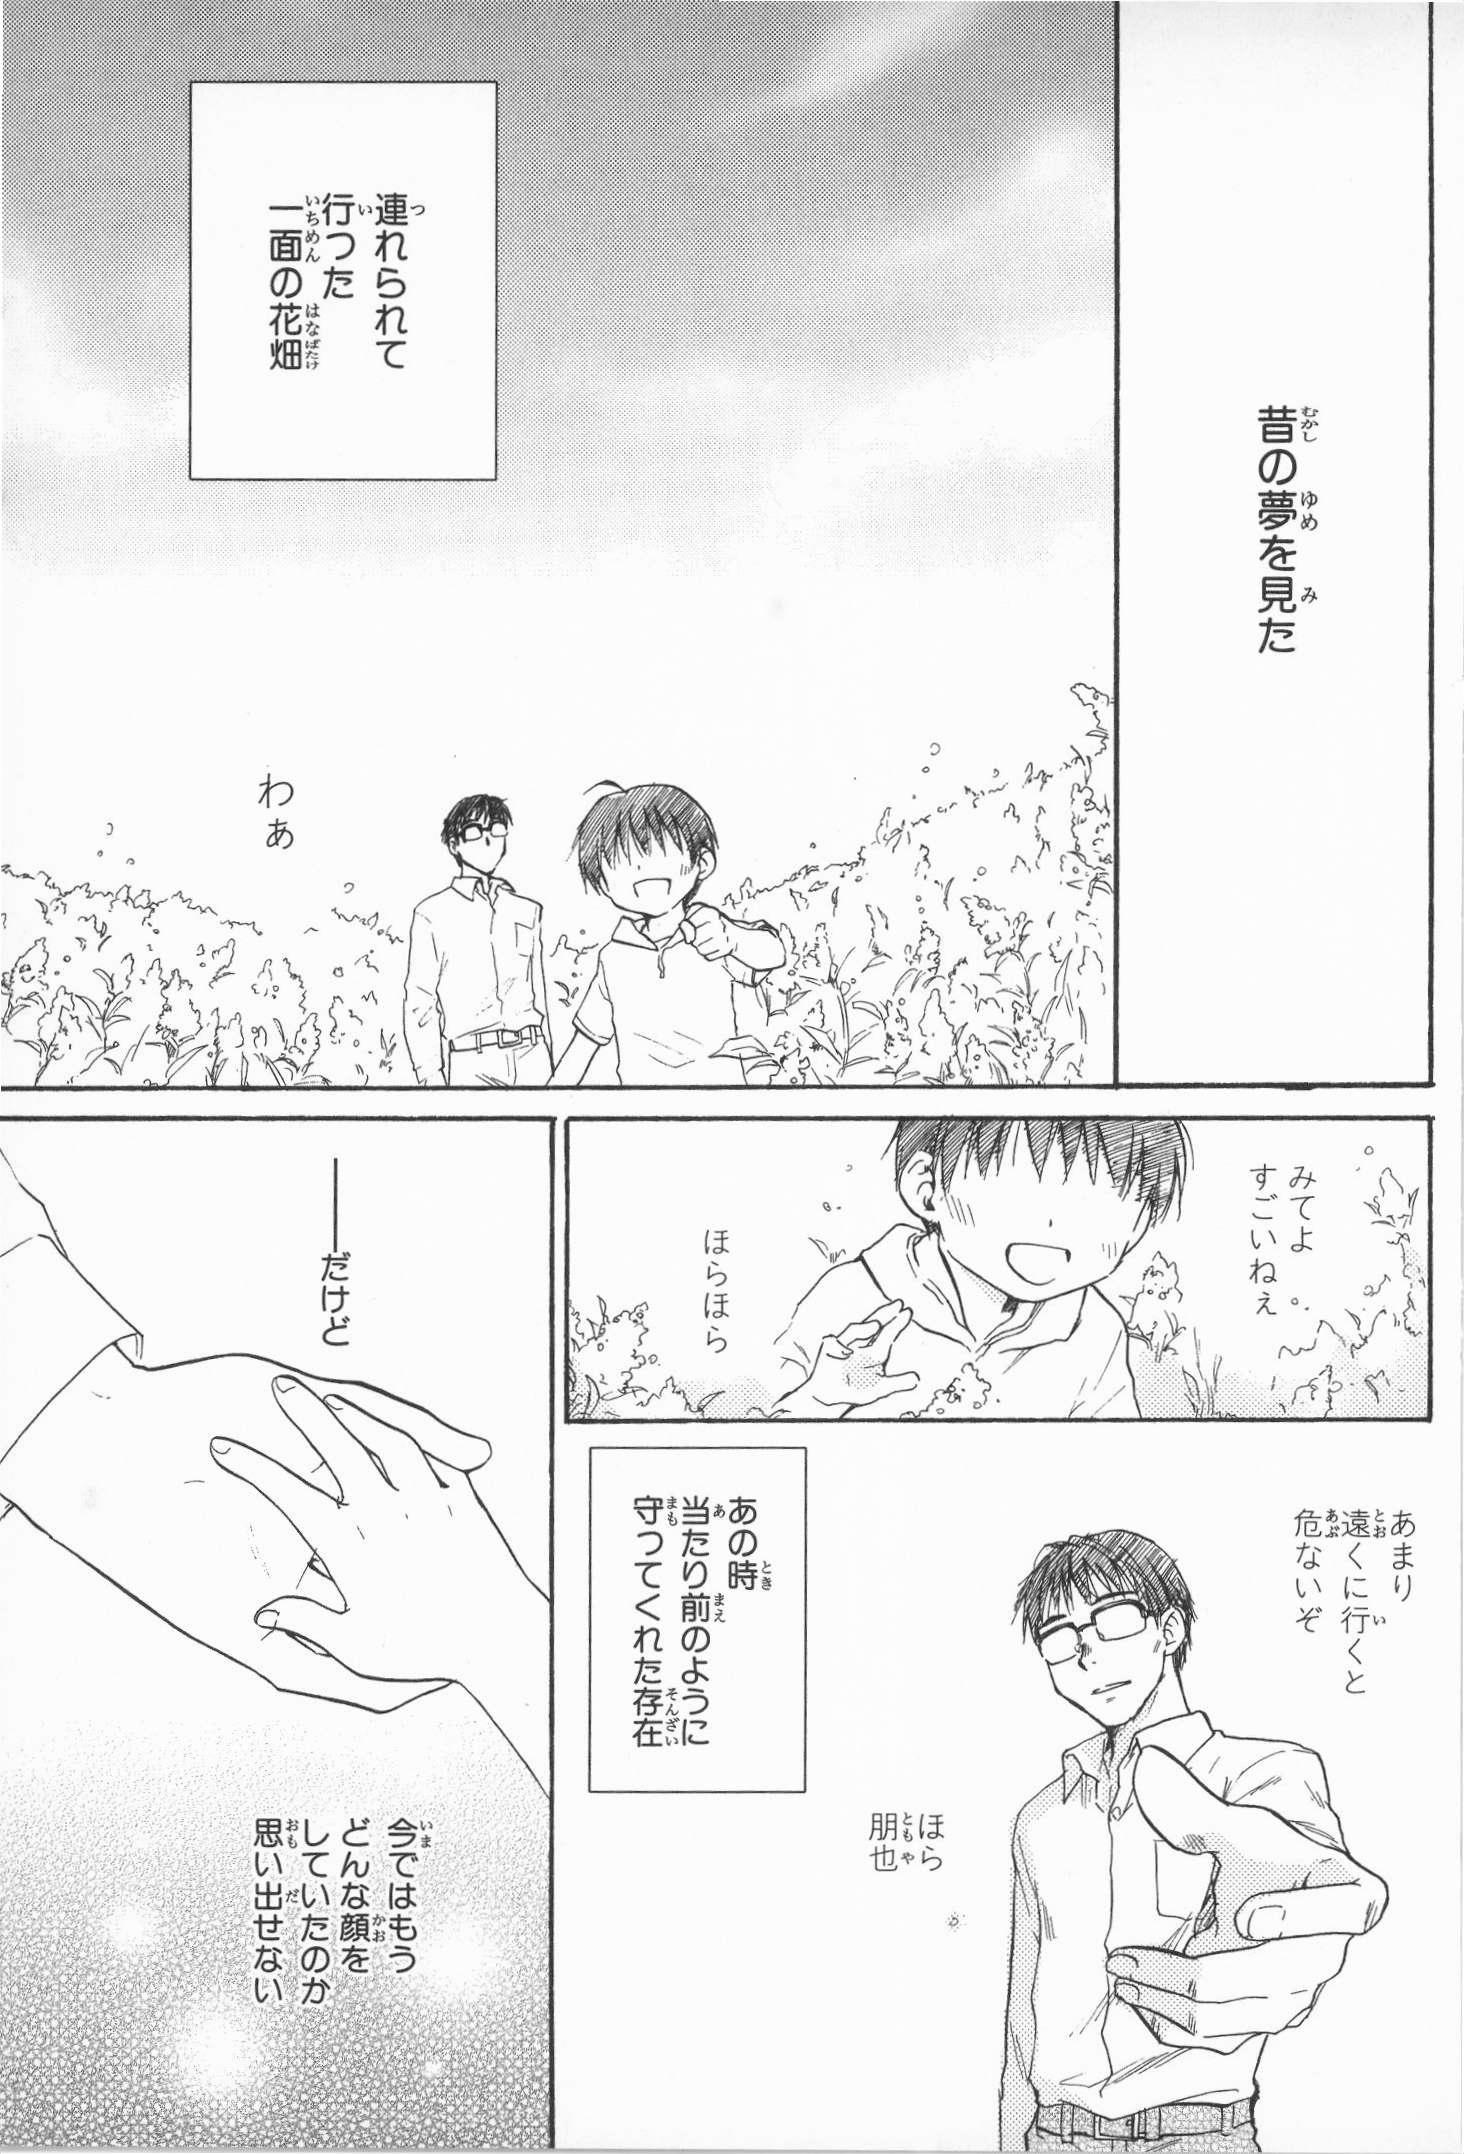 昔の夢を見た
連れられて
行った
一面の花畑
わぁ
みてよ
すごいねぇ
ほらほら
あまり
遠くに行くと
危ないぞ
ほら
朋也
あの時
当たり前のように
守ってくれた存在
――だけど
今ではもう
どんな顔を
していたのか
思い出せない